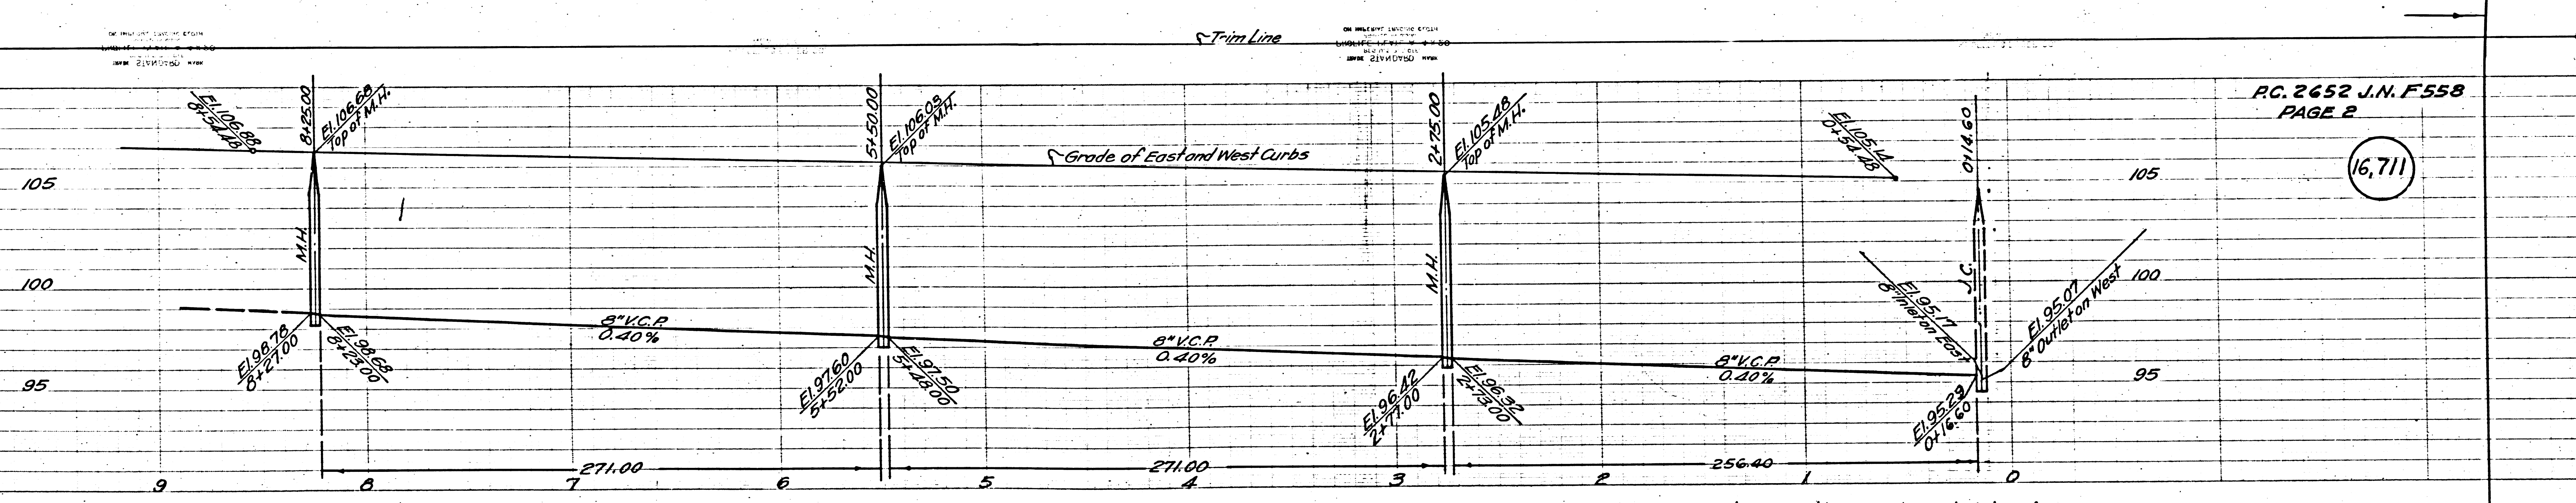 Trim Line
P.C. 2652 J.N. F558
PAGE 2
16,711
El. 106.88
8+54.48
8+25.00
El. 106.68
Top of M.H.
5+50.00
El. 106.08
Top of M.H.
Grade of East and West Curbs
2+75.00
El. 105.48
Top of M.H.
El. 105.14
0+54.48
0+14.60
105
105
M.H.
M.H.
M.H.
J.C.
100
100
El. 95.17
8" Inlet on East
El. 95.07
8" Outlet on West
8" V.C.P.
0.40%
8" V.C.P.
0.40%
8" V.C.P.
0.40%
El. 98.78
8+27.00
El. 98.68
8+23.00
El. 97.60
5+52.00
El. 97.50
5+48.00
El. 96.42
2+77.00
El. 96.32
2+73.00
El. 95.29
0+16.60
95
95
271.00
271.00
256.40
9 8 7 6 5 4 3 2 1 0